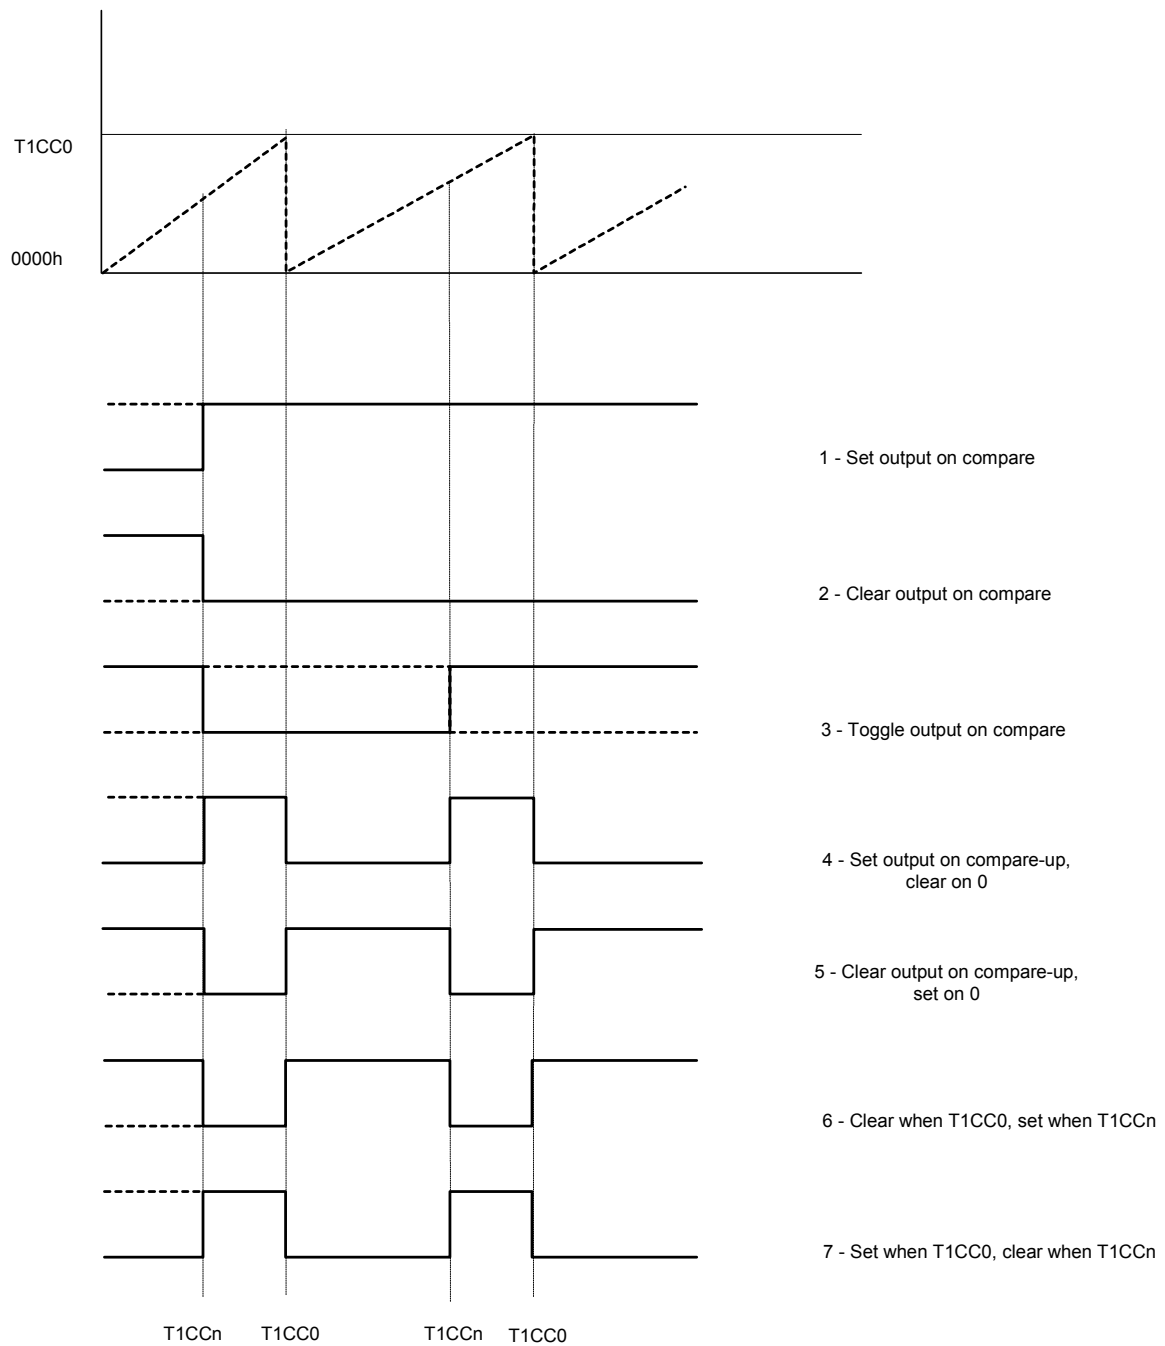 T1CC0
0000h
1 - Set output on compare
2 - Clear output on compare
3 - Toggle output on compare
4 - Set output on compare-up,
clear on 0
5 - Clear output on compare-up,
set on 0
6 - Clear when T1CC0, set when T1CCn
7 - Set when T1CC0, clear when T1CCn
T1CCn T1CC0 T1CCn T1CC0